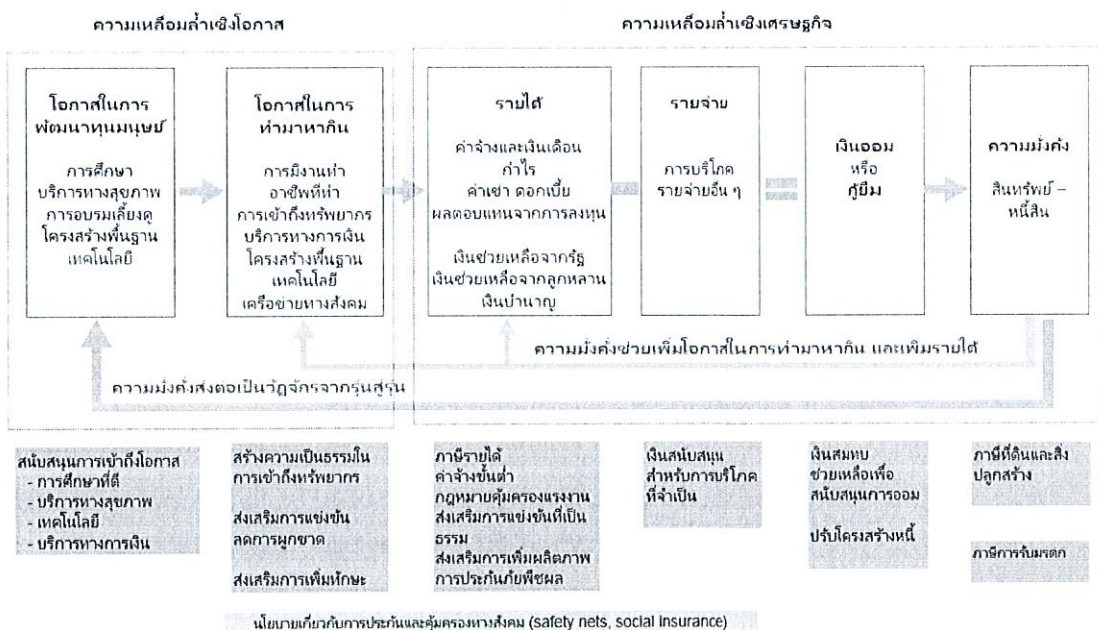 ความเหลื่อมล้ำเชิงโอกาส
ความเหลื่อมล้ำเชิงเศรษฐกิจ
โอกาสในการ
พัฒนาทุนมนุษย์
การศึกษา
บริการทางสุขภาพ
การอบรมเลี้ยงดู
โครงสร้างพื้นฐาน
เทคโนโลยี
โอกาสในการ
ทำมาหากิน
การมีงานทำ
อาชีพที่ทำ
การเข้าถึงทรัพยากร
บริการทางการเงิน
โครงสร้างพื้นฐาน
เทคโนโลยี
เครือข่ายทางสังคม
รายได้
ค่าจ้างและเงินเดือน
กำไร
ค่าเช่า ดอกเบี้ย
ผลตอบแทนจากการลงทุน
เงินช่วยเหลือจากรัฐ
เงินช่วยเหลือจากลูกหลาน
เงินบำนาญ
รายจ่าย
การบริโภค
รายจ่ายอื่น ๆ
เงินออม
หรือ
กู้ยืม
ความมั่งคั่ง
สินทรัพย์ –
หนี้สิน
ความมั่งคั่งช่วยเพิ่มโอกาสในการทำมาหากิน และเพิ่มรายได้
ความมั่งคั่งส่งต่อเป็นวัฏจักรจากรุ่นสู่รุ่น
สนับสนุนการเข้าถึงโอกาส
- การศึกษาที่ดี
- บริการทางสุขภาพ
- เทคโนโลยี
- บริการทางการเงิน
สร้างความเป็นธรรมใน
การเข้าถึงทรัพยากร
ส่งเสริมการแข่งขัน
ลดการผูกขาด
ส่งเสริมการเพิ่มทักษะ
ภาษีรายได้
ค่าจ้างขั้นต่ำ
กฎหมายคุ้มครองแรงงาน
ส่งเสริมการแข่งขันที่เป็น
ธรรม
ส่งเสริมการเพิ่มผลิตภาพ
การประกันภัยพืชผล
เงินสนับสนุน
สำหรับการบริโภค
ที่จำเป็น
เงินสมทบ
ช่วยเหลือเพื่อ
สนับสนุนการออม
ปรับโครงสร้างหนี้
ภาษีที่ดินและสิ่ง
ปลูกสร้าง
ภาษีการรับมรดก
นโยบายเกี่ยวกับการประกันและคุ้มครองทางสังคม (safety nets, social insurance)